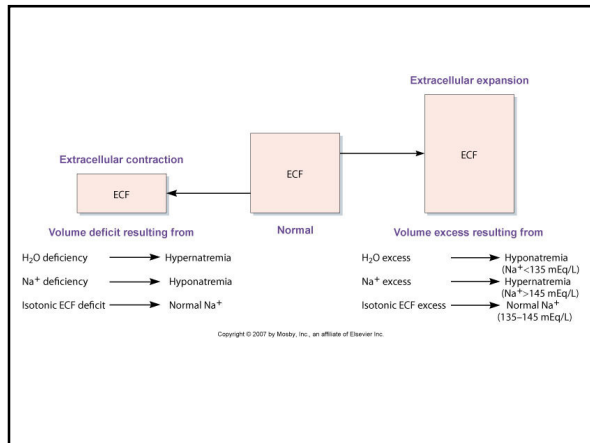 Extracellular expansion
ECF
Extracellular contraction
ECF
ECF
Normal
Volume deficit resulting from
H₂O deficiency → Hypernatremia
Na⁺ deficiency → Hyponatremia
Isotonic ECF deficit → Normal Na⁺
Volume excess resulting from
H₂O excess → Hyponatremia
(Na⁺<135 mEq/L)
Na⁺ excess → Hypernatremia
(Na⁺>145 mEq/L)
Isotonic ECF excess → Normal Na⁺
(135–145 mEq/L)
Copyright © 2007 by Mosby, Inc., an affiliate of Elsevier Inc.